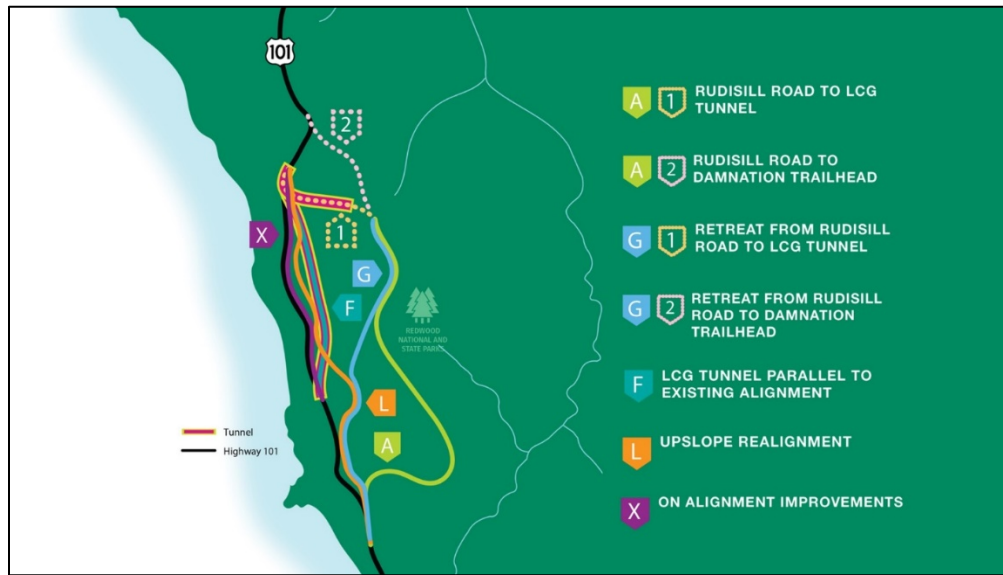 101
2
1
X
G
F
REDWOOD
NATIONAL AND
STATE PARKS
L
A
Tunnel
Highway 101
A 1 RUDISILL ROAD TO LCG
TUNNEL
A 2 RUDISILL ROAD TO
DAMNATION TRAILHEAD
G 1 RETREAT FROM RUDISILL
ROAD TO LCG TUNNEL
G 2 RETREAT FROM RUDISILL
ROAD TO DAMNATION
TRAILHEAD
F LCG TUNNEL PARALLEL TO
EXISTING ALIGNMENT
L UPSLOPE REALIGNMENT
X ON ALIGNMENT IMPROVEMENTS